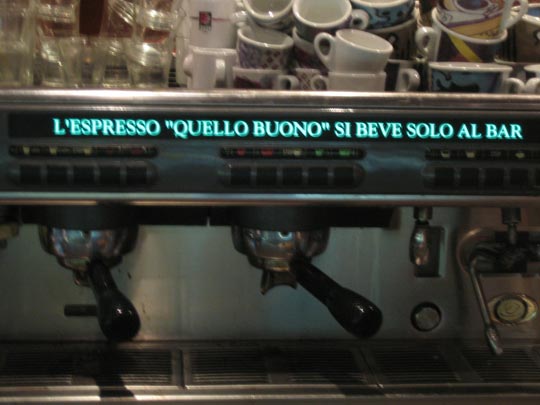 L'ESPRESSO "QUELLO BUONO" SI BEVE SOLO AL BAR